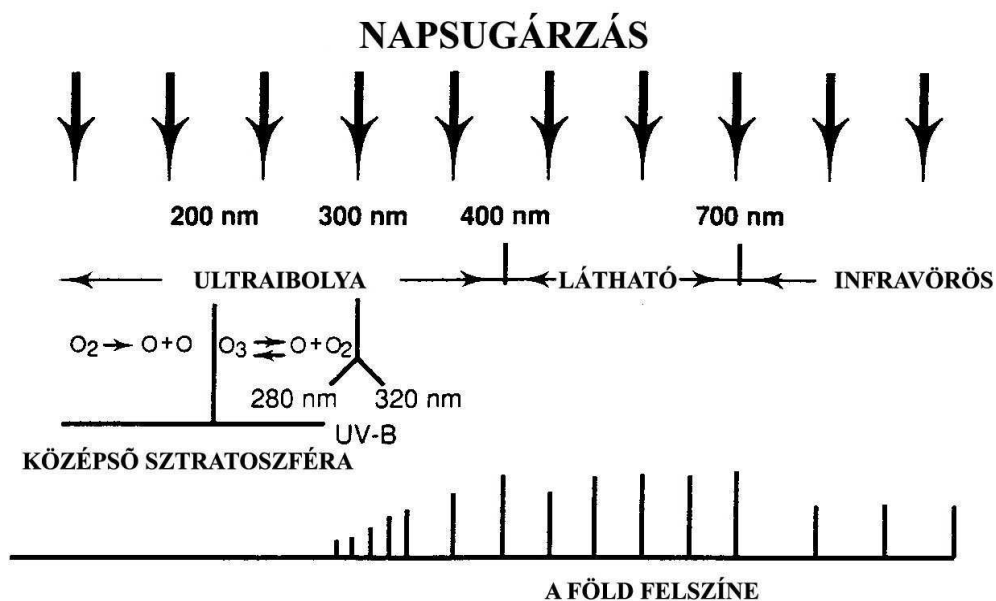 NAPSUGÁRZÁS
200 nm 300 nm 400 nm 700 nm
ULTRAIBOLYA LÁTHATÓ INFRAVÖRÖS
O₂ → O+O O₃ ⇄ O+O₂
280 nm 320 nm
UV-B
KÖZÉPSÕ SZTRATOSZFÉRA
A FÖLD FELSZÍNE